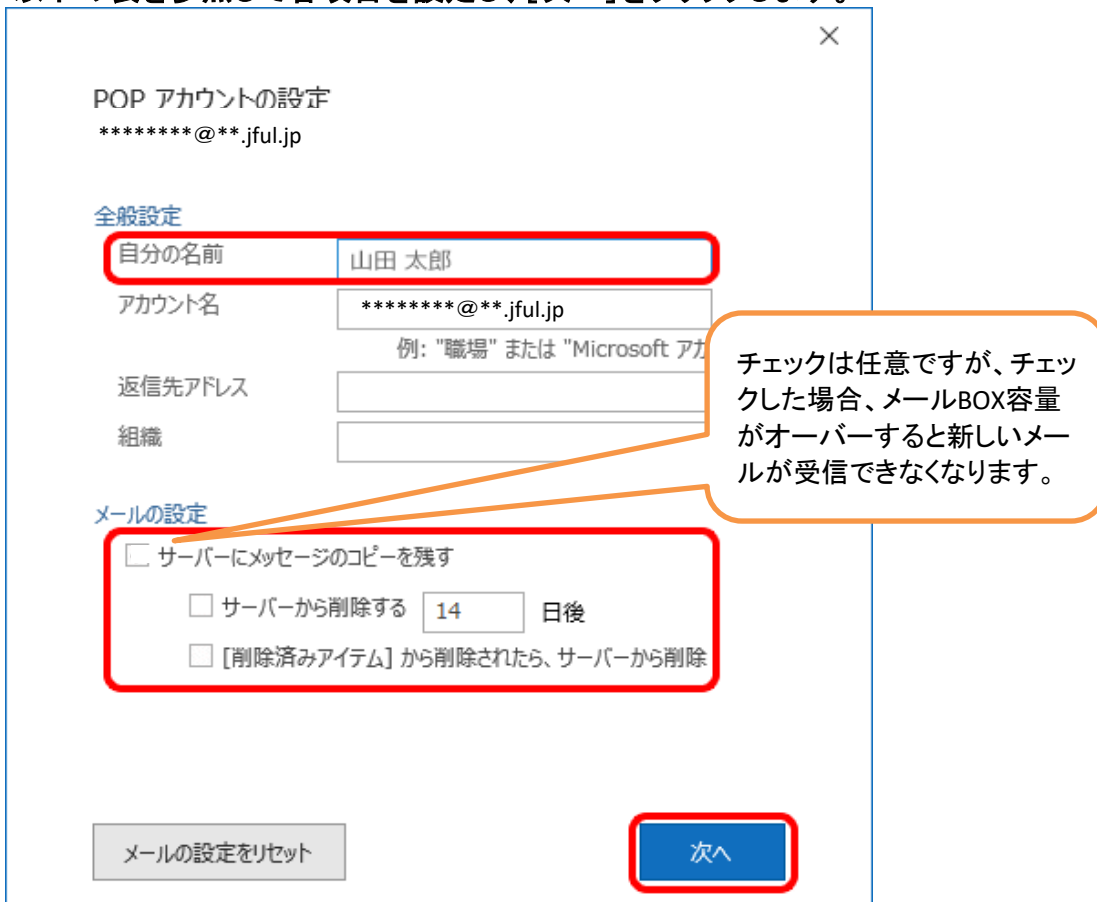 POP アカウントの設定
********@**.jful.jp
全般設定
自分の名前 山田 太郎
アカウント名 ********@**.jful.jp
例: "職場" または "Microsoft アカ
返信先アドレス
組織
チェックは任意ですが、チェッ
クした場合、メールBOX容量
がオーバーすると新しいメー
ルが受信できなくなります。
メールの設定
サーバーにメッセージのコピーを残す
サーバーから削除する 14 日後
[削除済みアイテム] から削除されたら、サーバーから削除
メールの設定をリセット 次へ